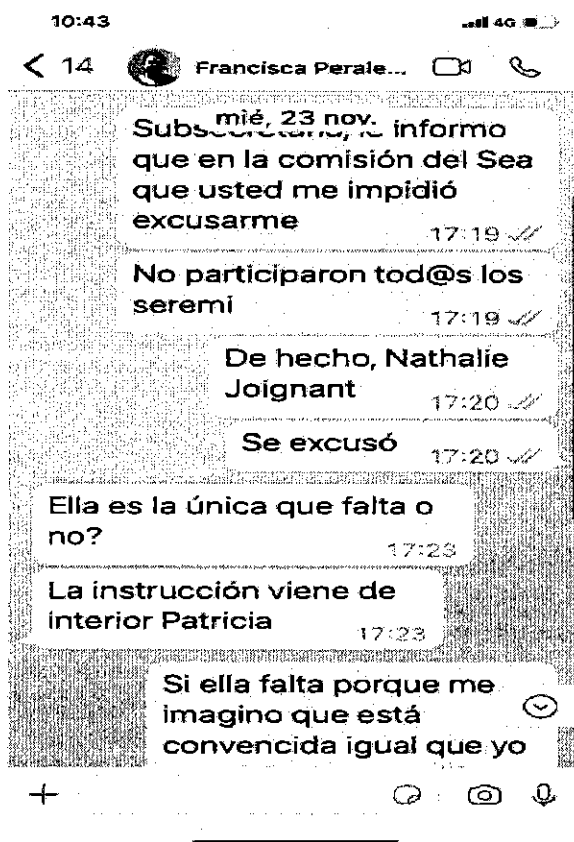 10:43
4G
14
Francisca Perale...
mié, 23 nov.
informo
que en la comisión del Sea
que usted me impidió
excusarme
17:19
No participaron tod@s los
seremi
17:19
De hecho, Nathalie
Joignant
17:20
Se excusó
17:20
Ella es la única que falta o
no?
17:23
La instrucción viene de
interior Patricia
17:23
Si ella falta porque me
imagino que está
convencida igual que yo